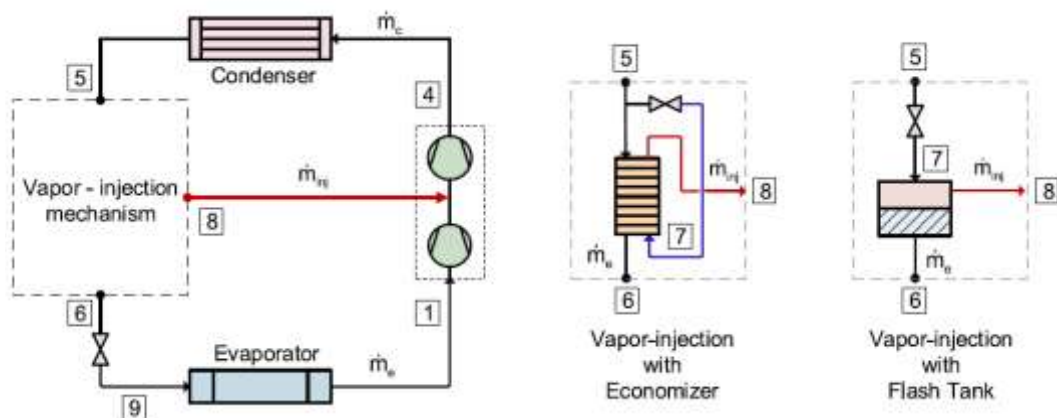 ṁc
Condenser
5
4
Vapor - injection
mechanism
ṁinj
8
6
1
Evaporator
ṁe
9
5
ṁinj
8
7
ṁe
6
Vapor-injection
with
Economizer
5
7
ṁinj
8
ṁe
6
Vapor-injection
with
Flash Tank